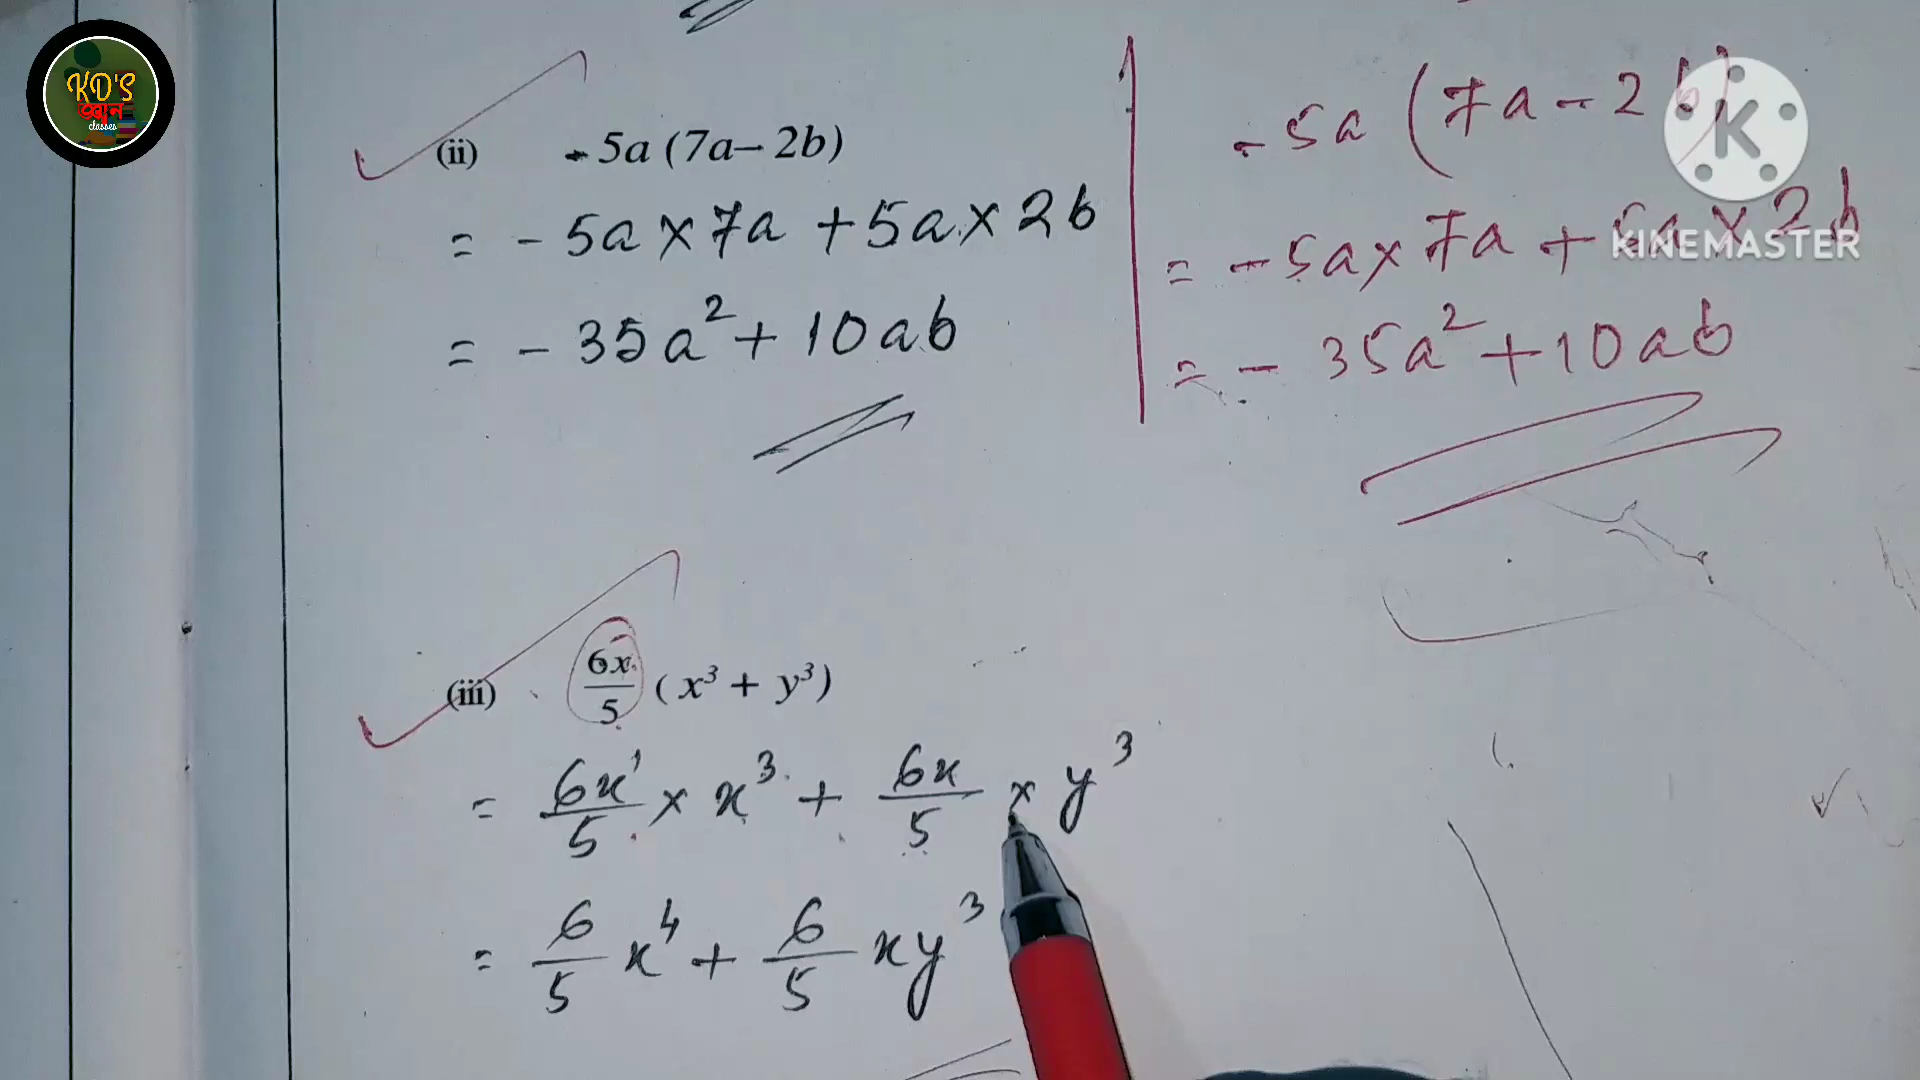 KD'S
জ্ঞান
classes
(ii) - 5a (7a– 2b)
= - 5a × 7a + 5a × 2b
= - 35a² + 10ab
- 5a (7a - 2b)
= - 5a × 7a + 5a × 2b
= - 35a² + 10ab
KINEMASTER
(iii) 6x/5 ( x³ + y³)
= 6x¹/5 × x³ + 6x/5 × y³
= 6/5 x⁴ + 6/5 xy³